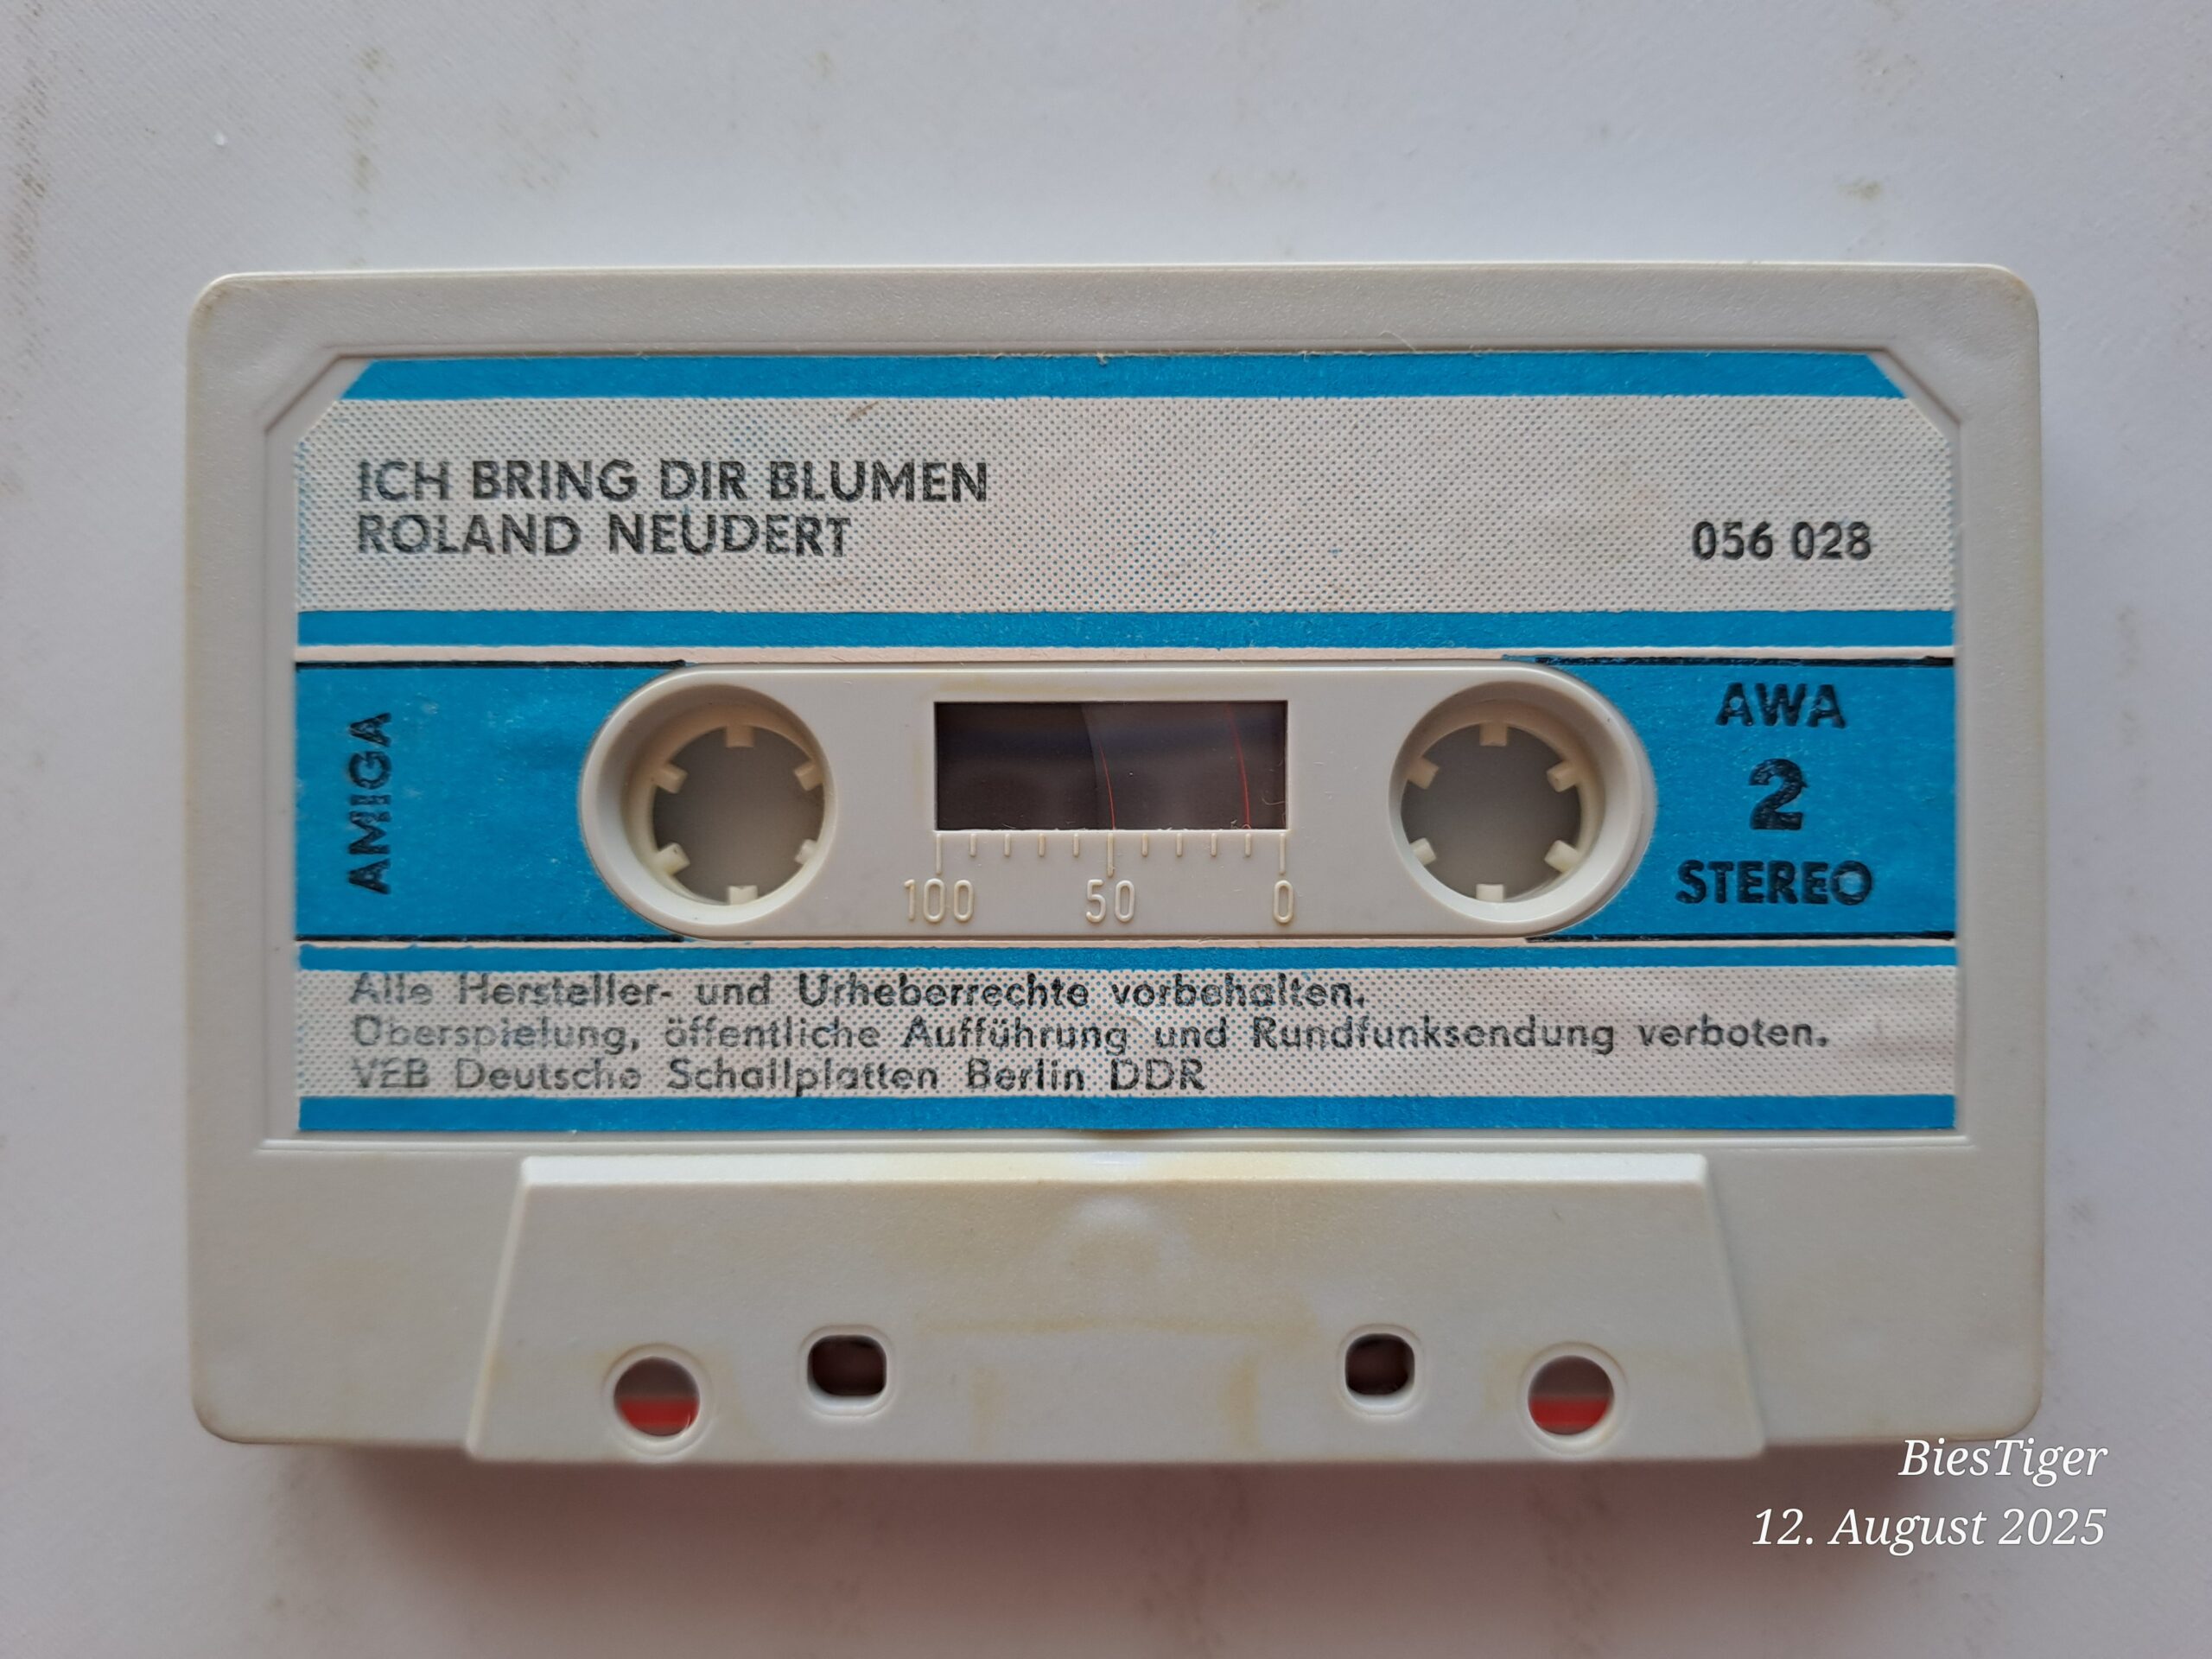 ICH BRING DIR BLUMEN
ROLAND NEUDERT
056 028
AMIGA
AWA
2
STEREO
100 50 0
Alle Hersteller- und Urheberrechte vorbehalten.
Überspielung, öffentliche Aufführung und Rundfunksendung verboten.
VEB Deutsche Schallplatten Berlin DDR
BiesTiger
12. August 2025